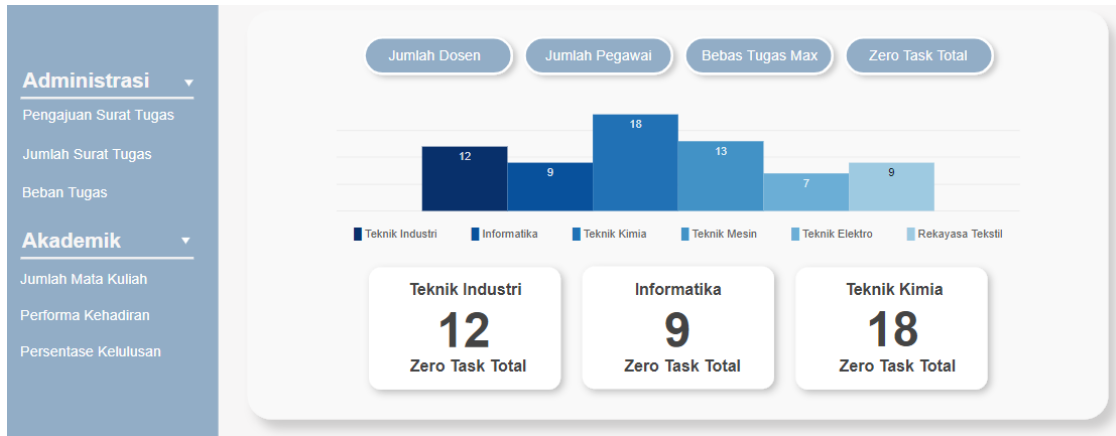 Administrasi
Pengajuan Surat Tugas
Jumlah Surat Tugas
Beban Tugas
Akademik
Jumlah Mata Kuliah
Performa Kehadiran
Persentase Kelulusan
Jumlah Dosen
Jumlah Pegawai
Bebas Tugas Max
Zero Task Total
12
9
18
13
7
9
Teknik Industri
Informatika
Teknik Kimia
Teknik Mesin
Teknik Elektro
Rekayasa Tekstil
Teknik Industri
12
Zero Task Total
Informatika
9
Zero Task Total
Teknik Kimia
18
Zero Task Total